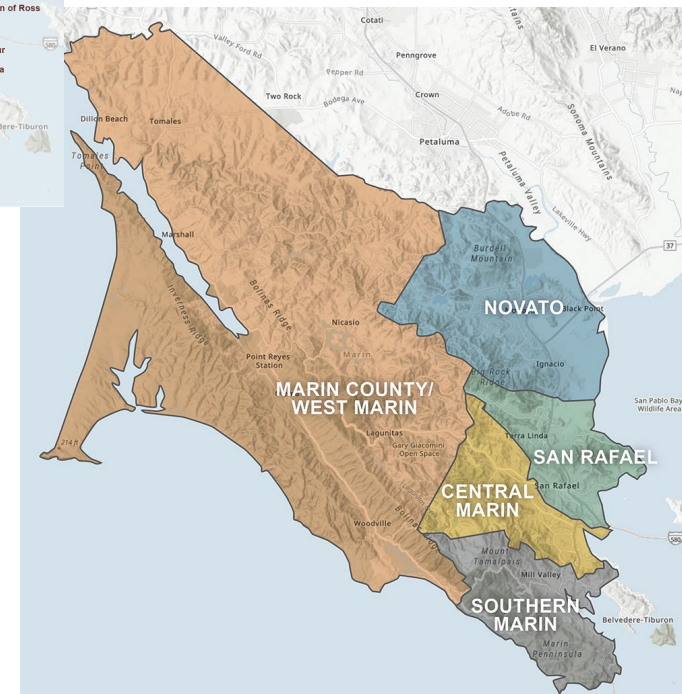 n of Ross
ur
a
dere-Tiburon
580
Cotati
Valley Ford Rd
Penngrove
El Verano
Pepper Rd
Two Rock
Bodega Ave
Crown
Adobe Rd
Sonoma Mountains
Dillon Beach
Tomales
Petaluma
Tomales
Point
Petaluma Valley
Lakeville Hwy
Marshall
37
Burdell
Mountain
Inverness Ridge
Bolinas Ridge
NOVATO
Black Point
Nicasio
Marin
Point Reyes
Station
Ignacio
Big Rock
Ridge
MARIN COUNTY/
WEST MARIN
San Pablo Bay
Wildlife Area
214 ft
Lagunitas
Gary Giacomini
Open Space
Terra Linda
SAN RAFAEL
San Rafael
CENTRAL
MARIN
Woodville
580
Mount
Tamalpais
Mill Valley
SOUTHERN
MARIN
Belvedere-Tiburon
Marin
Peninsula